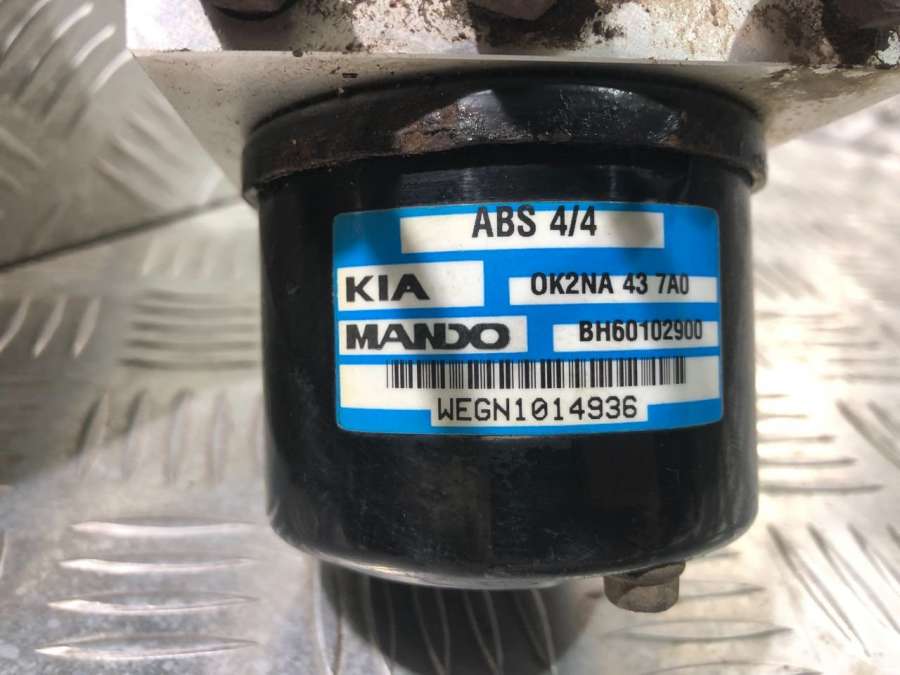 ABS 4/4
KIA OK2NA 43 7A0
MANDO BH60102900
WEGN1014936